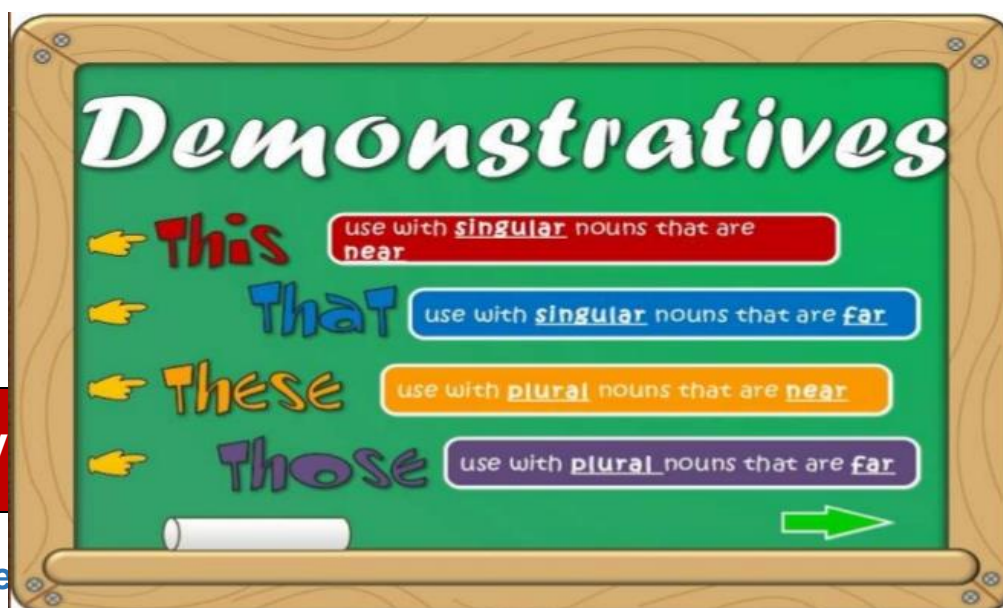 Demonstratives
This
use with singular nouns that are
near
That
use with singular nouns that are far
These
use with plural nouns that are near
Those
use with plural nouns that are far